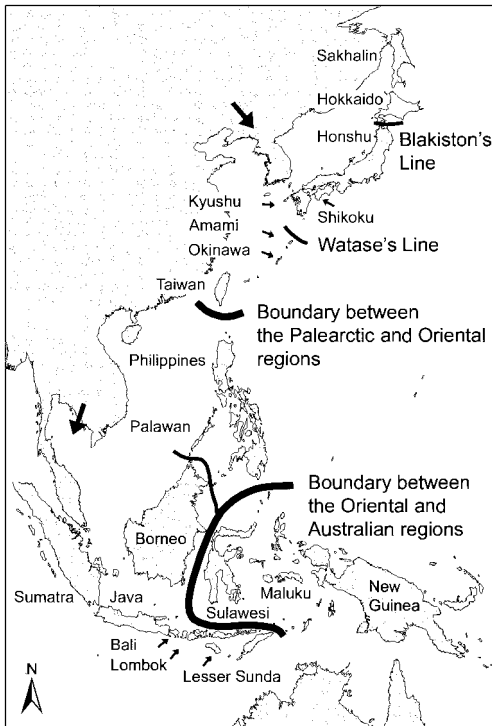 Sakhalin
Hokkaido
Honshu
Blakiston's
Line
Kyushu
Shikoku
Amami
Okinawa
Watase's Line
Taiwan
Boundary between
the Palearctic and Oriental
regions
Philippines
Palawan
Boundary between
the Oriental and
Australian regions
Borneo
Maluku
New
Guinea
Sumatra
Java
Sulawesi
Bali
Lombok
Lesser Sunda
N